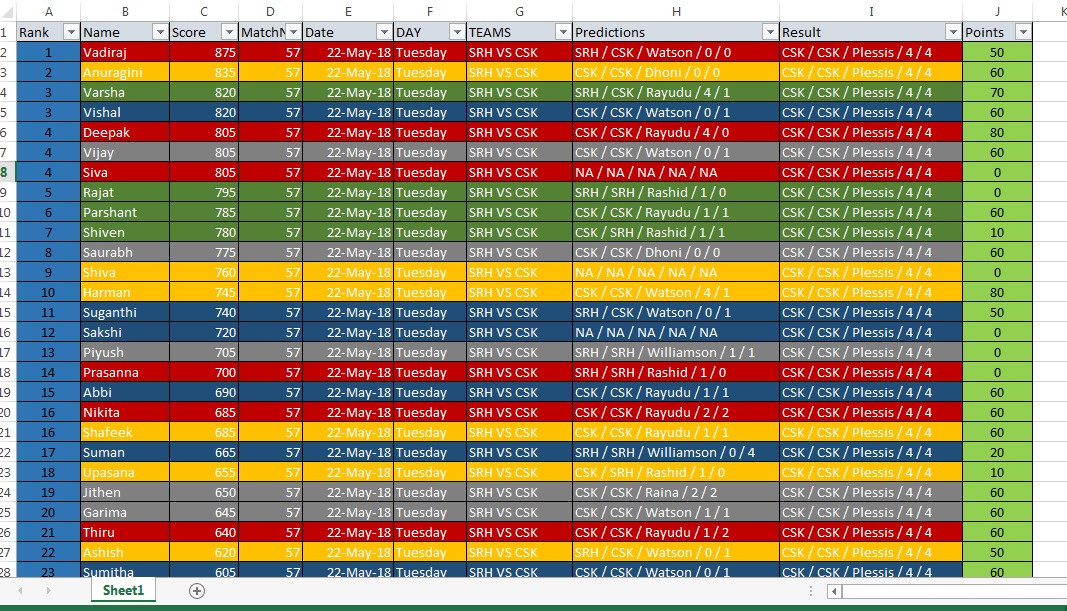 A B C D E F G H I J K
1 Rank Name Score MatchN Date DAY TEAMS Predictions Result Points
2 1 Vadiraj 875 57 22-May-18 Tuesday SRH VS CSK SRH / CSK / Watson / 0 / 0 CSK / CSK / Plessis / 4 / 4 50
3 2 Anuragini 835 57 22-May-18 Tuesday SRH VS CSK CSK / CSK / Dhoni / 0 / 0 CSK / CSK / Plessis / 4 / 4 60
4 3 Varsha 820 57 22-May-18 Tuesday SRH VS CSK SRH / CSK / Rayudu / 4 / 1 CSK / CSK / Plessis / 4 / 4 70
5 3 Vishal 820 57 22-May-18 Tuesday SRH VS CSK CSK / CSK / Watson / 0 / 1 CSK / CSK / Plessis / 4 / 4 60
6 4 Deepak 805 57 22-May-18 Tuesday SRH VS CSK CSK / CSK / Rayudu / 4 / 0 CSK / CSK / Plessis / 4 / 4 80
7 4 Vijay 805 57 22-May-18 Tuesday SRH VS CSK CSK / CSK / Watson / 0 / 1 CSK / CSK / Plessis / 4 / 4 60
8 4 Siva 805 57 22-May-18 Tuesday SRH VS CSK NA / NA / NA / NA / NA CSK / CSK / Plessis / 4 / 4 0
9 5 Rajat 795 57 22-May-18 Tuesday SRH VS CSK SRH / SRH / Rashid / 1 / 0 CSK / CSK / Plessis / 4 / 4 0
10 6 Parshant 785 57 22-May-18 Tuesday SRH VS CSK CSK / CSK / Rayudu / 1 / 1 CSK / CSK / Plessis / 4 / 4 60
11 7 Shiven 780 57 22-May-18 Tuesday SRH VS CSK CSK / SRH / Rashid / 1 / 1 CSK / CSK / Plessis / 4 / 4 10
12 8 Saurabh 775 57 22-May-18 Tuesday SRH VS CSK CSK / CSK / Dhoni / 0 / 0 CSK / CSK / Plessis / 4 / 4 60
13 9 Shiva 760 57 22-May-18 Tuesday SRH VS CSK NA / NA / NA / NA / NA CSK / CSK / Plessis / 4 / 4 0
14 10 Harman 745 57 22-May-18 Tuesday SRH VS CSK CSK / CSK / Watson / 4 / 1 CSK / CSK / Plessis / 4 / 4 80
15 11 Suganthi 740 57 22-May-18 Tuesday SRH VS CSK SRH / CSK / Watson / 0 / 1 CSK / CSK / Plessis / 4 / 4 50
16 12 Sakshi 720 57 22-May-18 Tuesday SRH VS CSK NA / NA / NA / NA / NA CSK / CSK / Plessis / 4 / 4 0
17 13 Piyush 705 57 22-May-18 Tuesday SRH VS CSK SRH / SRH / Williamson / 1 / 1 CSK / CSK / Plessis / 4 / 4 0
18 14 Prasanna 700 57 22-May-18 Tuesday SRH VS CSK SRH / SRH / Rashid / 1 / 0 CSK / CSK / Plessis / 4 / 4 0
19 15 Abbi 690 57 22-May-18 Tuesday SRH VS CSK CSK / CSK / Rayudu / 1 / 1 CSK / CSK / Plessis / 4 / 4 60
20 16 Nikita 685 57 22-May-18 Tuesday SRH VS CSK CSK / CSK / Rayudu / 2 / 2 CSK / CSK / Plessis / 4 / 4 60
21 16 Shafeek 685 57 22-May-18 Tuesday SRH VS CSK CSK / CSK / Rayudu / 1 / 1 CSK / CSK / Plessis / 4 / 4 60
22 17 Suman 665 57 22-May-18 Tuesday SRH VS CSK SRH / SRH / Williamson / 0 / 4 CSK / CSK / Plessis / 4 / 4 20
23 18 Upasana 655 57 22-May-18 Tuesday SRH VS CSK CSK / SRH / Rashid / 1 / 0 CSK / CSK / Plessis / 4 / 4 10
24 19 Jithen 650 57 22-May-18 Tuesday SRH VS CSK CSK / CSK / Raina / 2 / 2 CSK / CSK / Plessis / 4 / 4 60
25 20 Garima 645 57 22-May-18 Tuesday SRH VS CSK CSK / CSK / Watson / 1 / 1 CSK / CSK / Plessis / 4 / 4 60
26 21 Thiru 640 57 22-May-18 Tuesday SRH VS CSK CSK / CSK / Rayudu / 1 / 2 CSK / CSK / Plessis / 4 / 4 60
27 22 Ashish 620 57 22-May-18 Tuesday SRH VS CSK SRH / CSK / Watson / 0 / 1 CSK / CSK / Plessis / 4 / 4 50
28 23 Sumitha 605 57 22-May-18 Tuesday SRH VS CSK CSK / CSK / Watson / 0 / 1 CSK / CSK / Plessis / 4 / 4 60
Sheet1